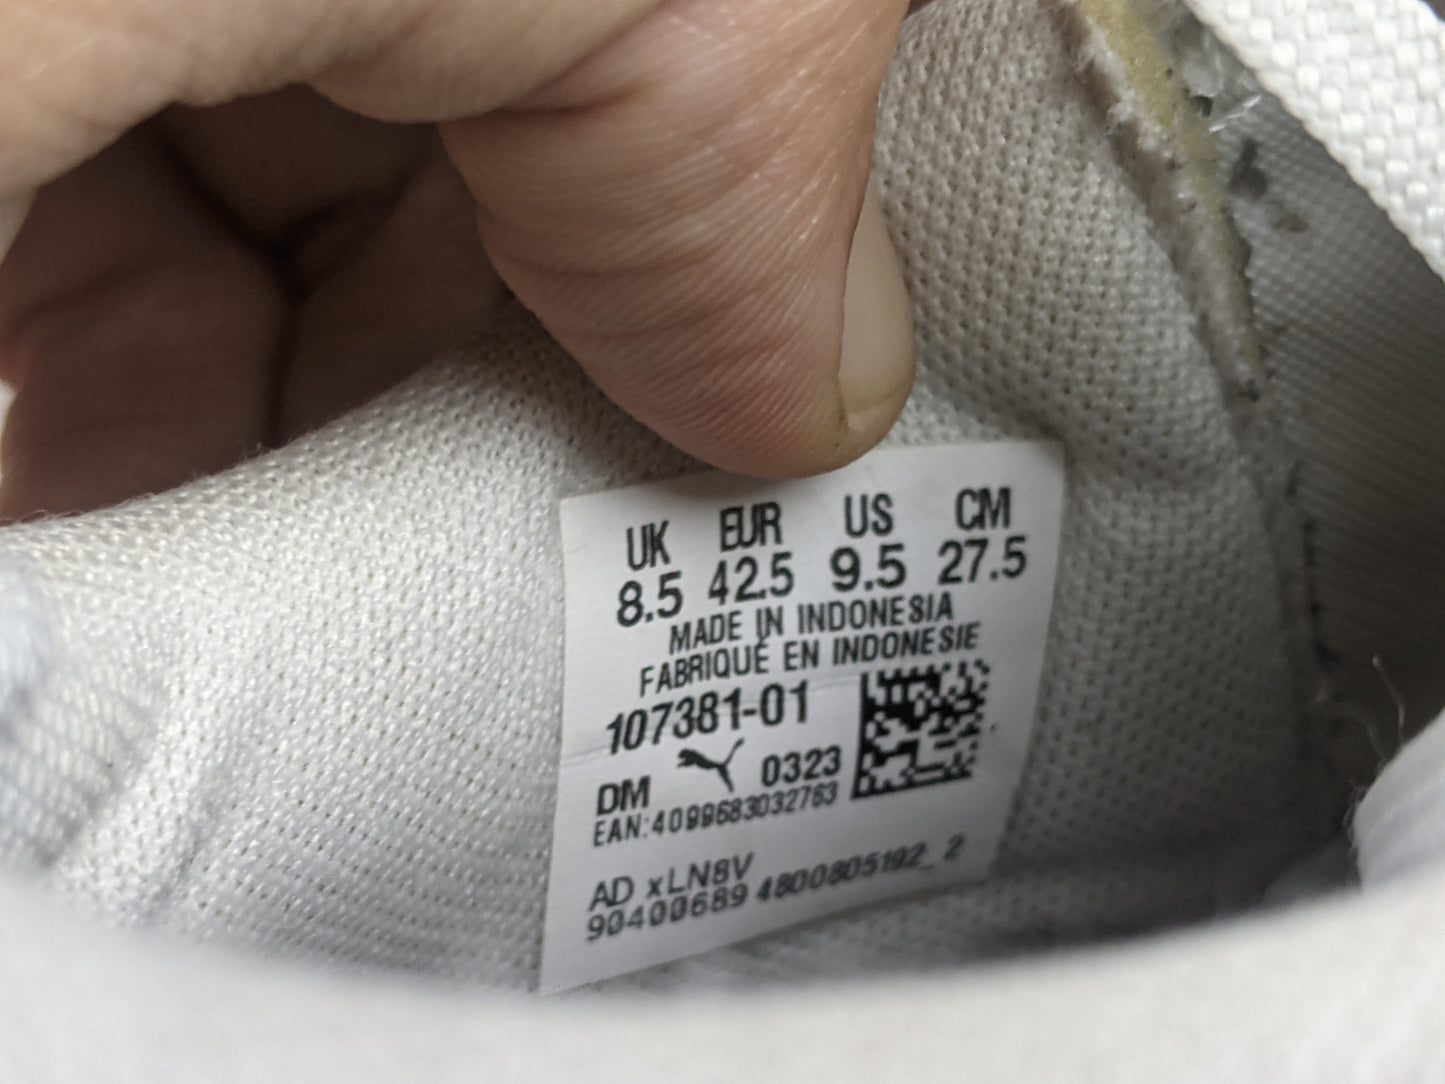 UK EUR US CM
8.5 42.5 9.5 27.5
MADE IN INDONESIA
FABRIQUÉ EN INDONESIE
107381-01
DM 0323
EAN:4099683032763
AD xLN8V
90400689 4800805192_2